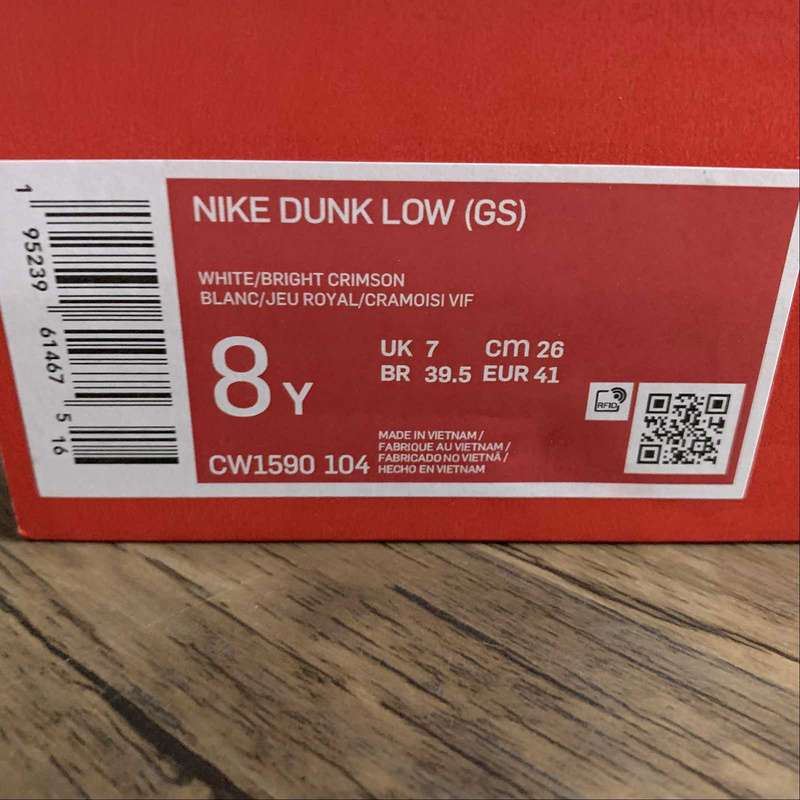 1 95239 61467 5 16
NIKE DUNK LOW (GS)
WHITE/BRIGHT CRIMSON
BLANC/JEU ROYAL/CRAMOISI VIF
8 Y
UK 7 cm 26
BR 39.5 EUR 41
RFID
CW1590 104
MADE IN VIETNAM /
FABRIQUE AU VIETNAM /
FABRICADO NO VIETNÃ /
HECHO EN VIETNAM